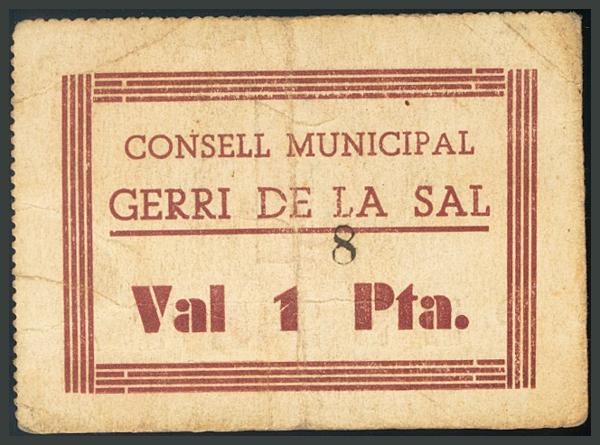 CONSELL MUNICIPAL
GERRI DE LA SAL
8
Val 1 Pta.